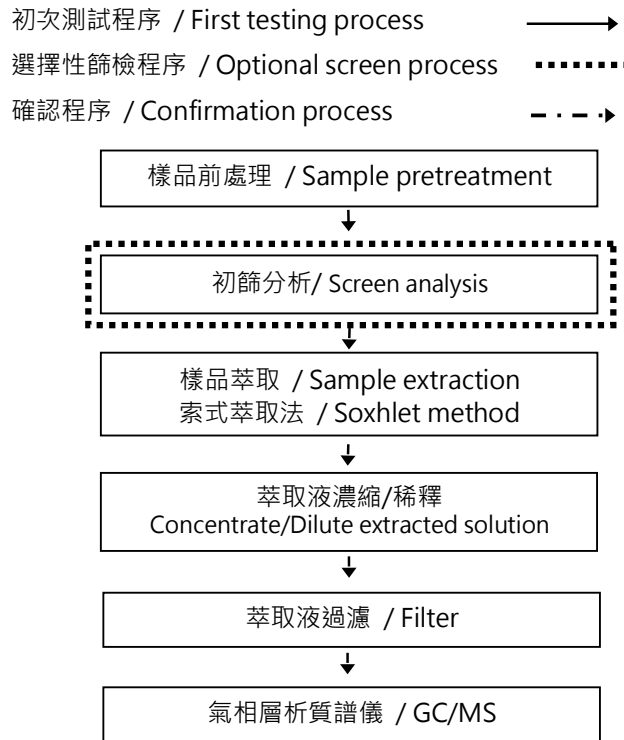 初次測試程序 / First testing process
選擇性篩檢程序 / Optional screen process
確認程序 / Confirmation process
樣品前處理 / Sample pretreatment
初篩分析/ Screen analysis
樣品萃取 / Sample extraction
索式萃取法 / Soxhlet method
萃取液濃縮/稀釋
Concentrate/Dilute extracted solution
萃取液過濾 / Filter
氣相層析質譜儀 / GC/MS